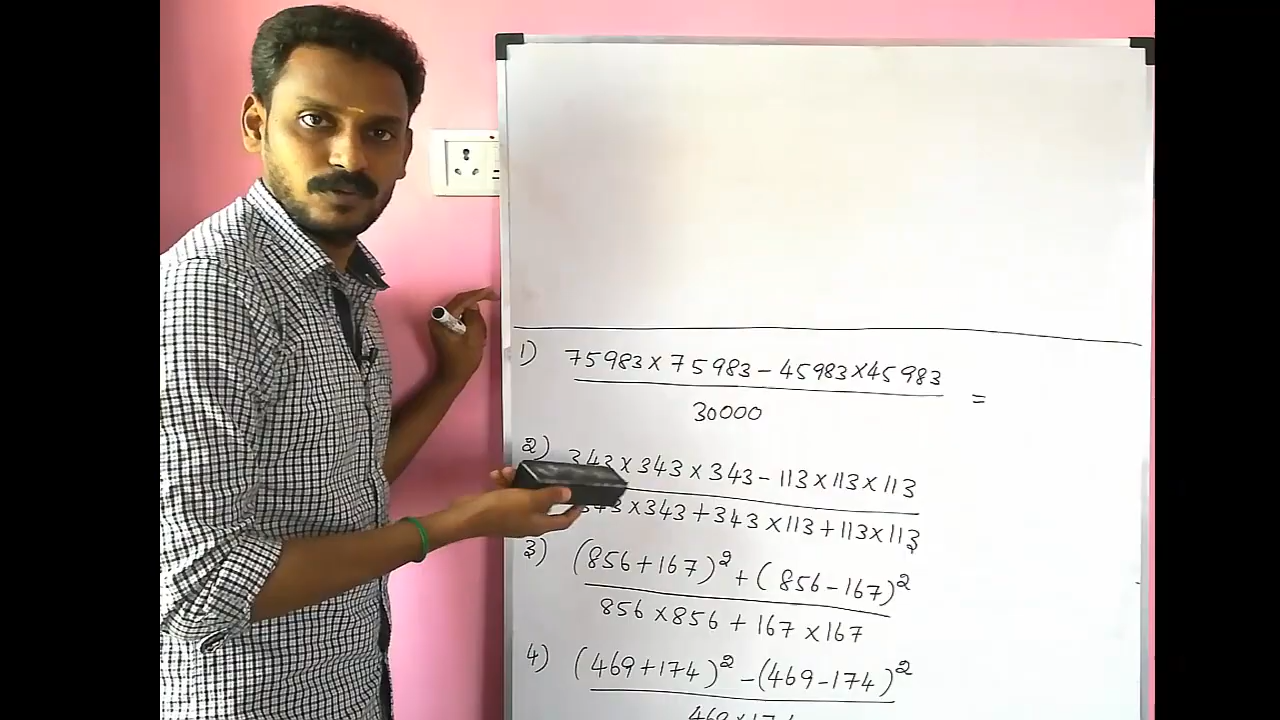 1) 75983 x 75983 - 45983 x 45983
30000
=
2) 343 x 343 x 343 - 113 x 113 x 113
343 x 343 + 343 x 113 + 113 x 113
3) (856 + 167)² + (856 - 167)²
856 x 856 + 167 x 167
4) (469 + 174)² - (469 - 174)²